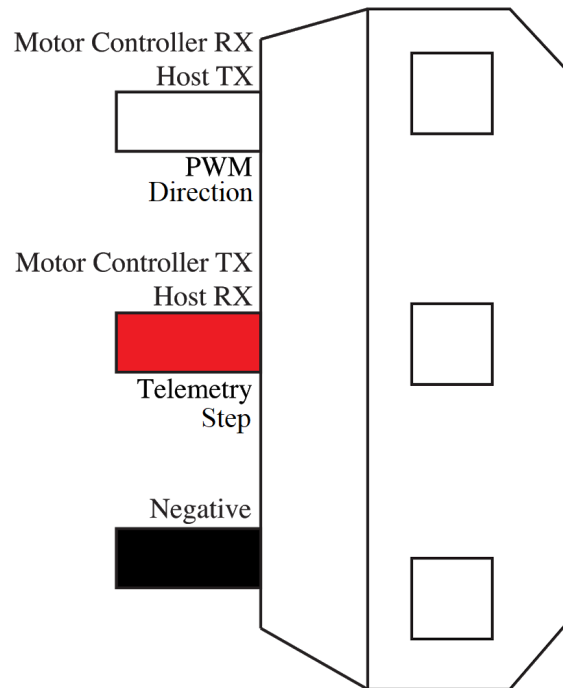 Motor Controller RX
Host TX
PWM
Direction
Motor Controller TX
Host RX
Telemetry
Step
Negative